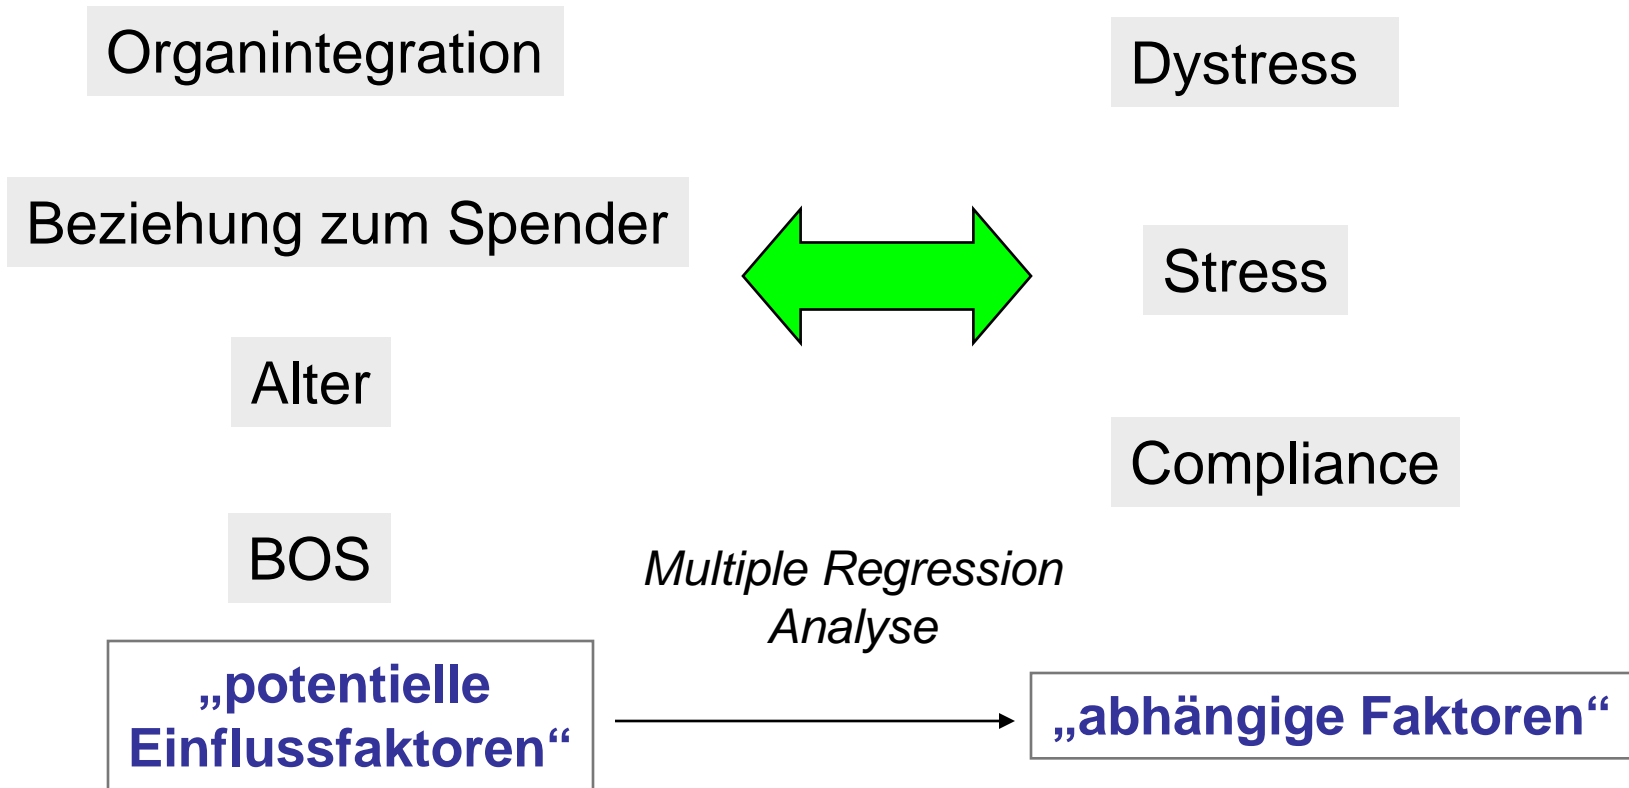 Organintegration
Dystress
Beziehung zum Spender
Stress
Alter
Compliance
BOS
Multiple Regression
Analyse
„potentielle
Einflussfaktoren“
„abhängige Faktoren“